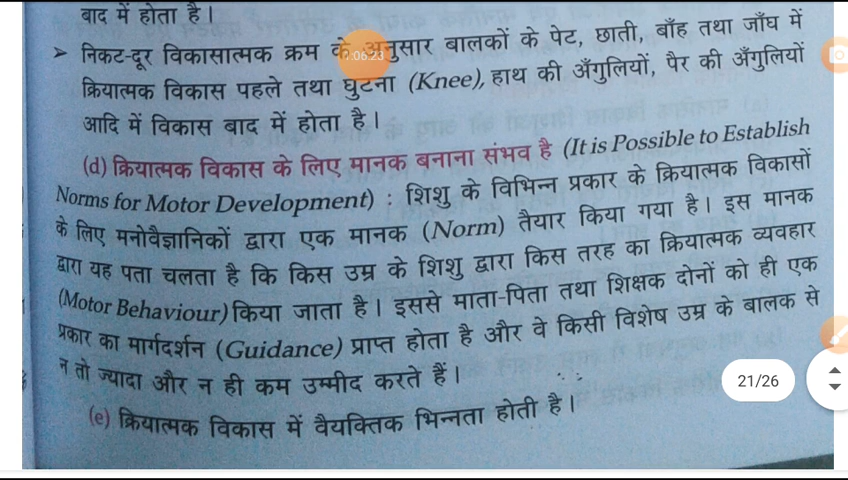 बाद में होता है।
➢ निकट-दूर विकासात्मक क्रम के अनुसार बालकों के पेट, छाती, बाँह तथा जाँघ में
क्रियात्मक विकास पहले तथा घुटना (Knee), हाथ की अँगुलियों, पैर की अँगुलियों
आदि में विकास बाद में होता है।
(d) क्रियात्मक विकास के लिए मानक बनाना संभव है (It is Possible to Establish
Norms for Motor Development) : शिशु के विभिन्न प्रकार के क्रियात्मक विकासों
के लिए मनोवैज्ञानिकों द्वारा एक मानक (Norm) तैयार किया गया है। इस मानक
द्वारा यह पता चलता है कि किस उम्र के शिशु द्वारा किस तरह का क्रियात्मक व्यवहार
(Motor Behaviour) किया जाता है। इससे माता-पिता तथा शिक्षक दोनों को ही एक
प्रकार का मार्गदर्शन (Guidance) प्राप्त होता है और वे किसी विशेष उम्र के बालक से
न तो ज्यादा और न ही कम उम्मीद करते हैं।
(e) क्रियात्मक विकास में वैयक्तिक भिन्नता होती है।
21/26